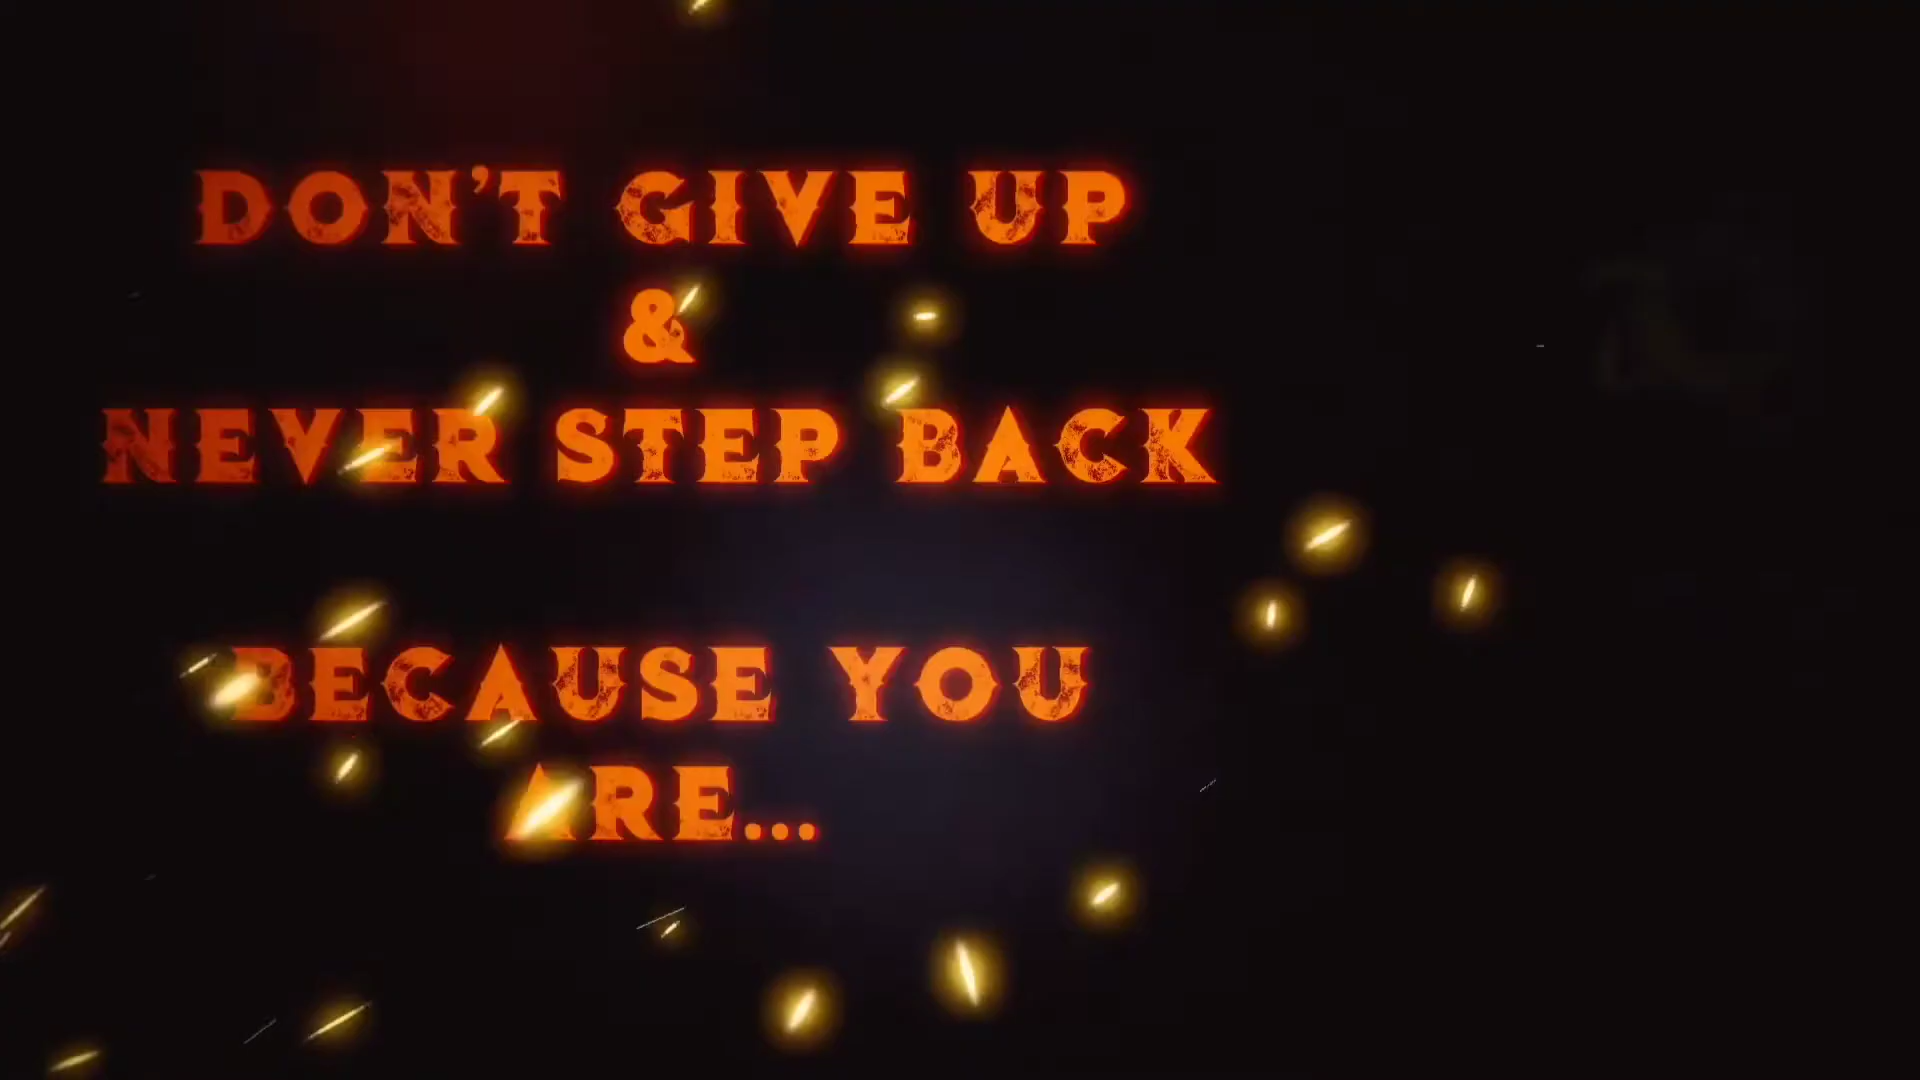 DON'T GIVE UP
&
NEVER STEP BACK
BECAUSE YOU
ARE...